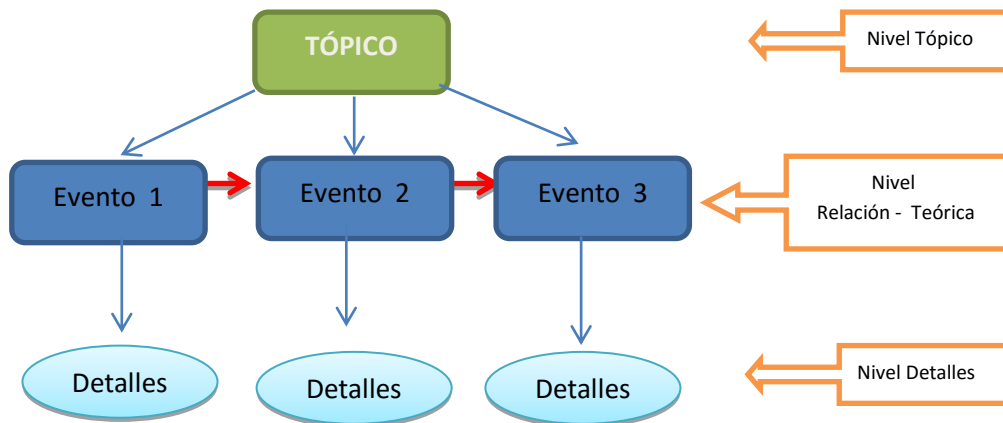 TÓPICO
Nivel Tópico
Evento 1
Evento 2
Evento 3
Nivel
Relación - Teórica
Detalles
Detalles
Detalles
Nivel Detalles